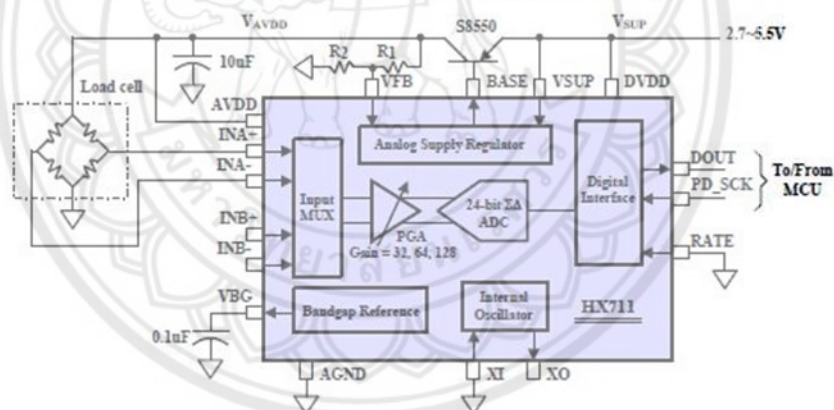 VAVDD
S8550
VSUP
2.7~5.5V
R2
R1
10uF
Load cell
VFB
BASE
VSUP
DVDD
AVDD
INA+
INA-
INB+
INB-
VBG
0.1uF
Analog Supply Regulator
Input
MUX
PGA
Gain = 32, 64, 128
24-bit ΣΔ
ADC
Digital
Interface
DOUT
PD_SCK
To/From
MCU
RATE
Bandgap Reference
Internal
Oscillator
HX711
AGND
XI
XO